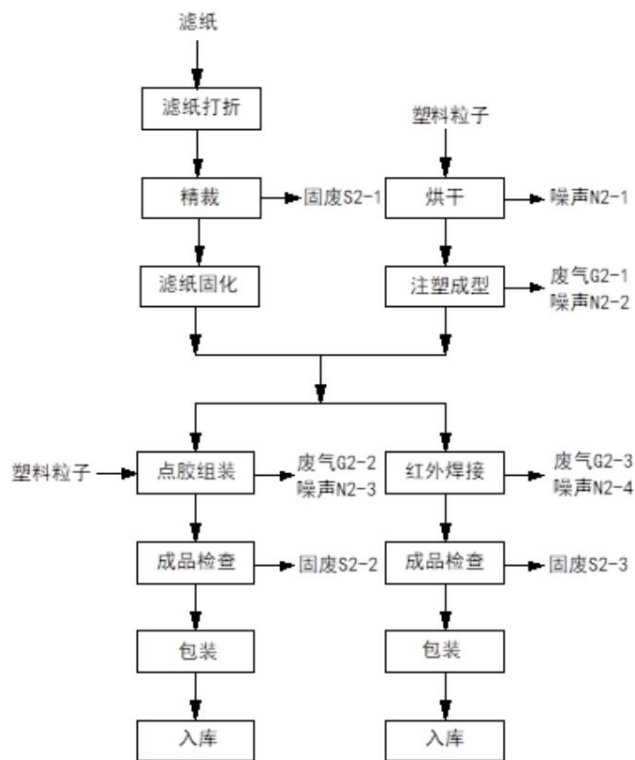 滤纸
滤纸打折
塑料粒子
精裁
固废S2-1
烘干
噪声N2-1
滤纸固化
注塑成型
废气G2-1
噪声N2-2
塑料粒子
点胶组装
废气G2-2
噪声N2-3
红外焊接
废气G2-3
噪声N2-4
成品检查
固废S2-2
成品检查
固废S2-3
包装
包装
入库
入库